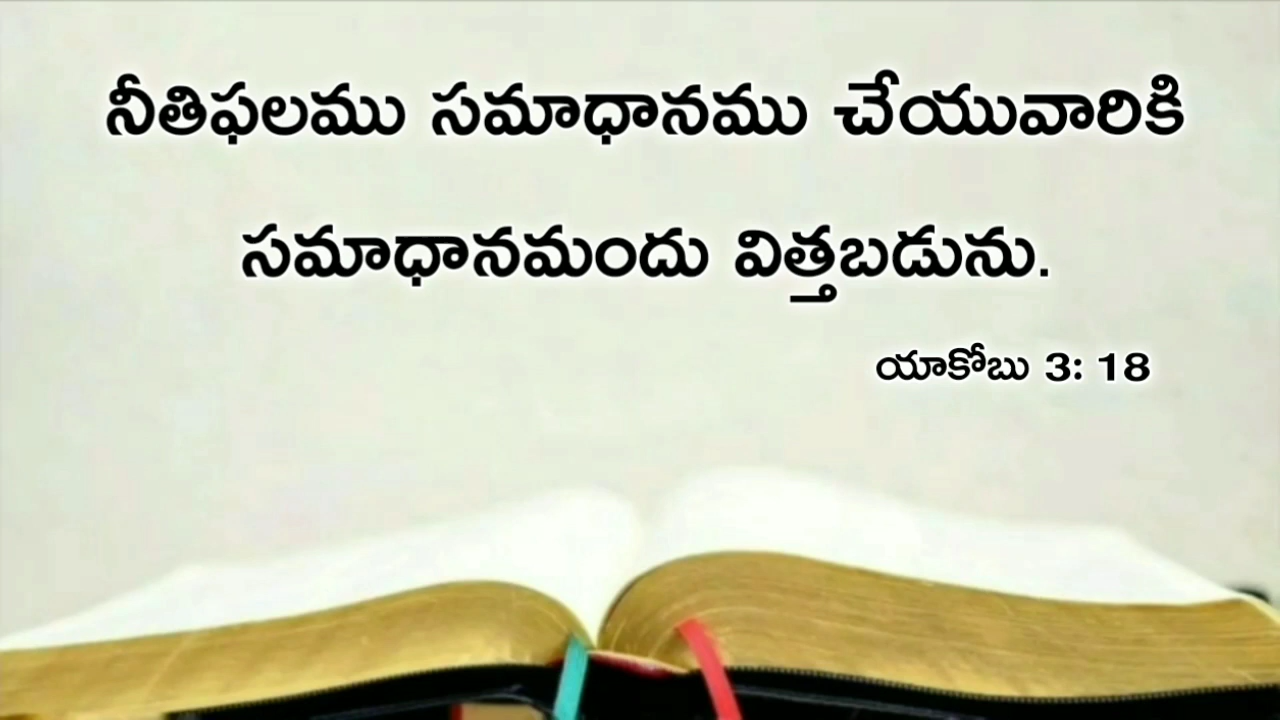 నీతిఫలము సమాధానము చేయువారికి
సమాధానమందు విత్తబడును.
యాకోబు 3: 18